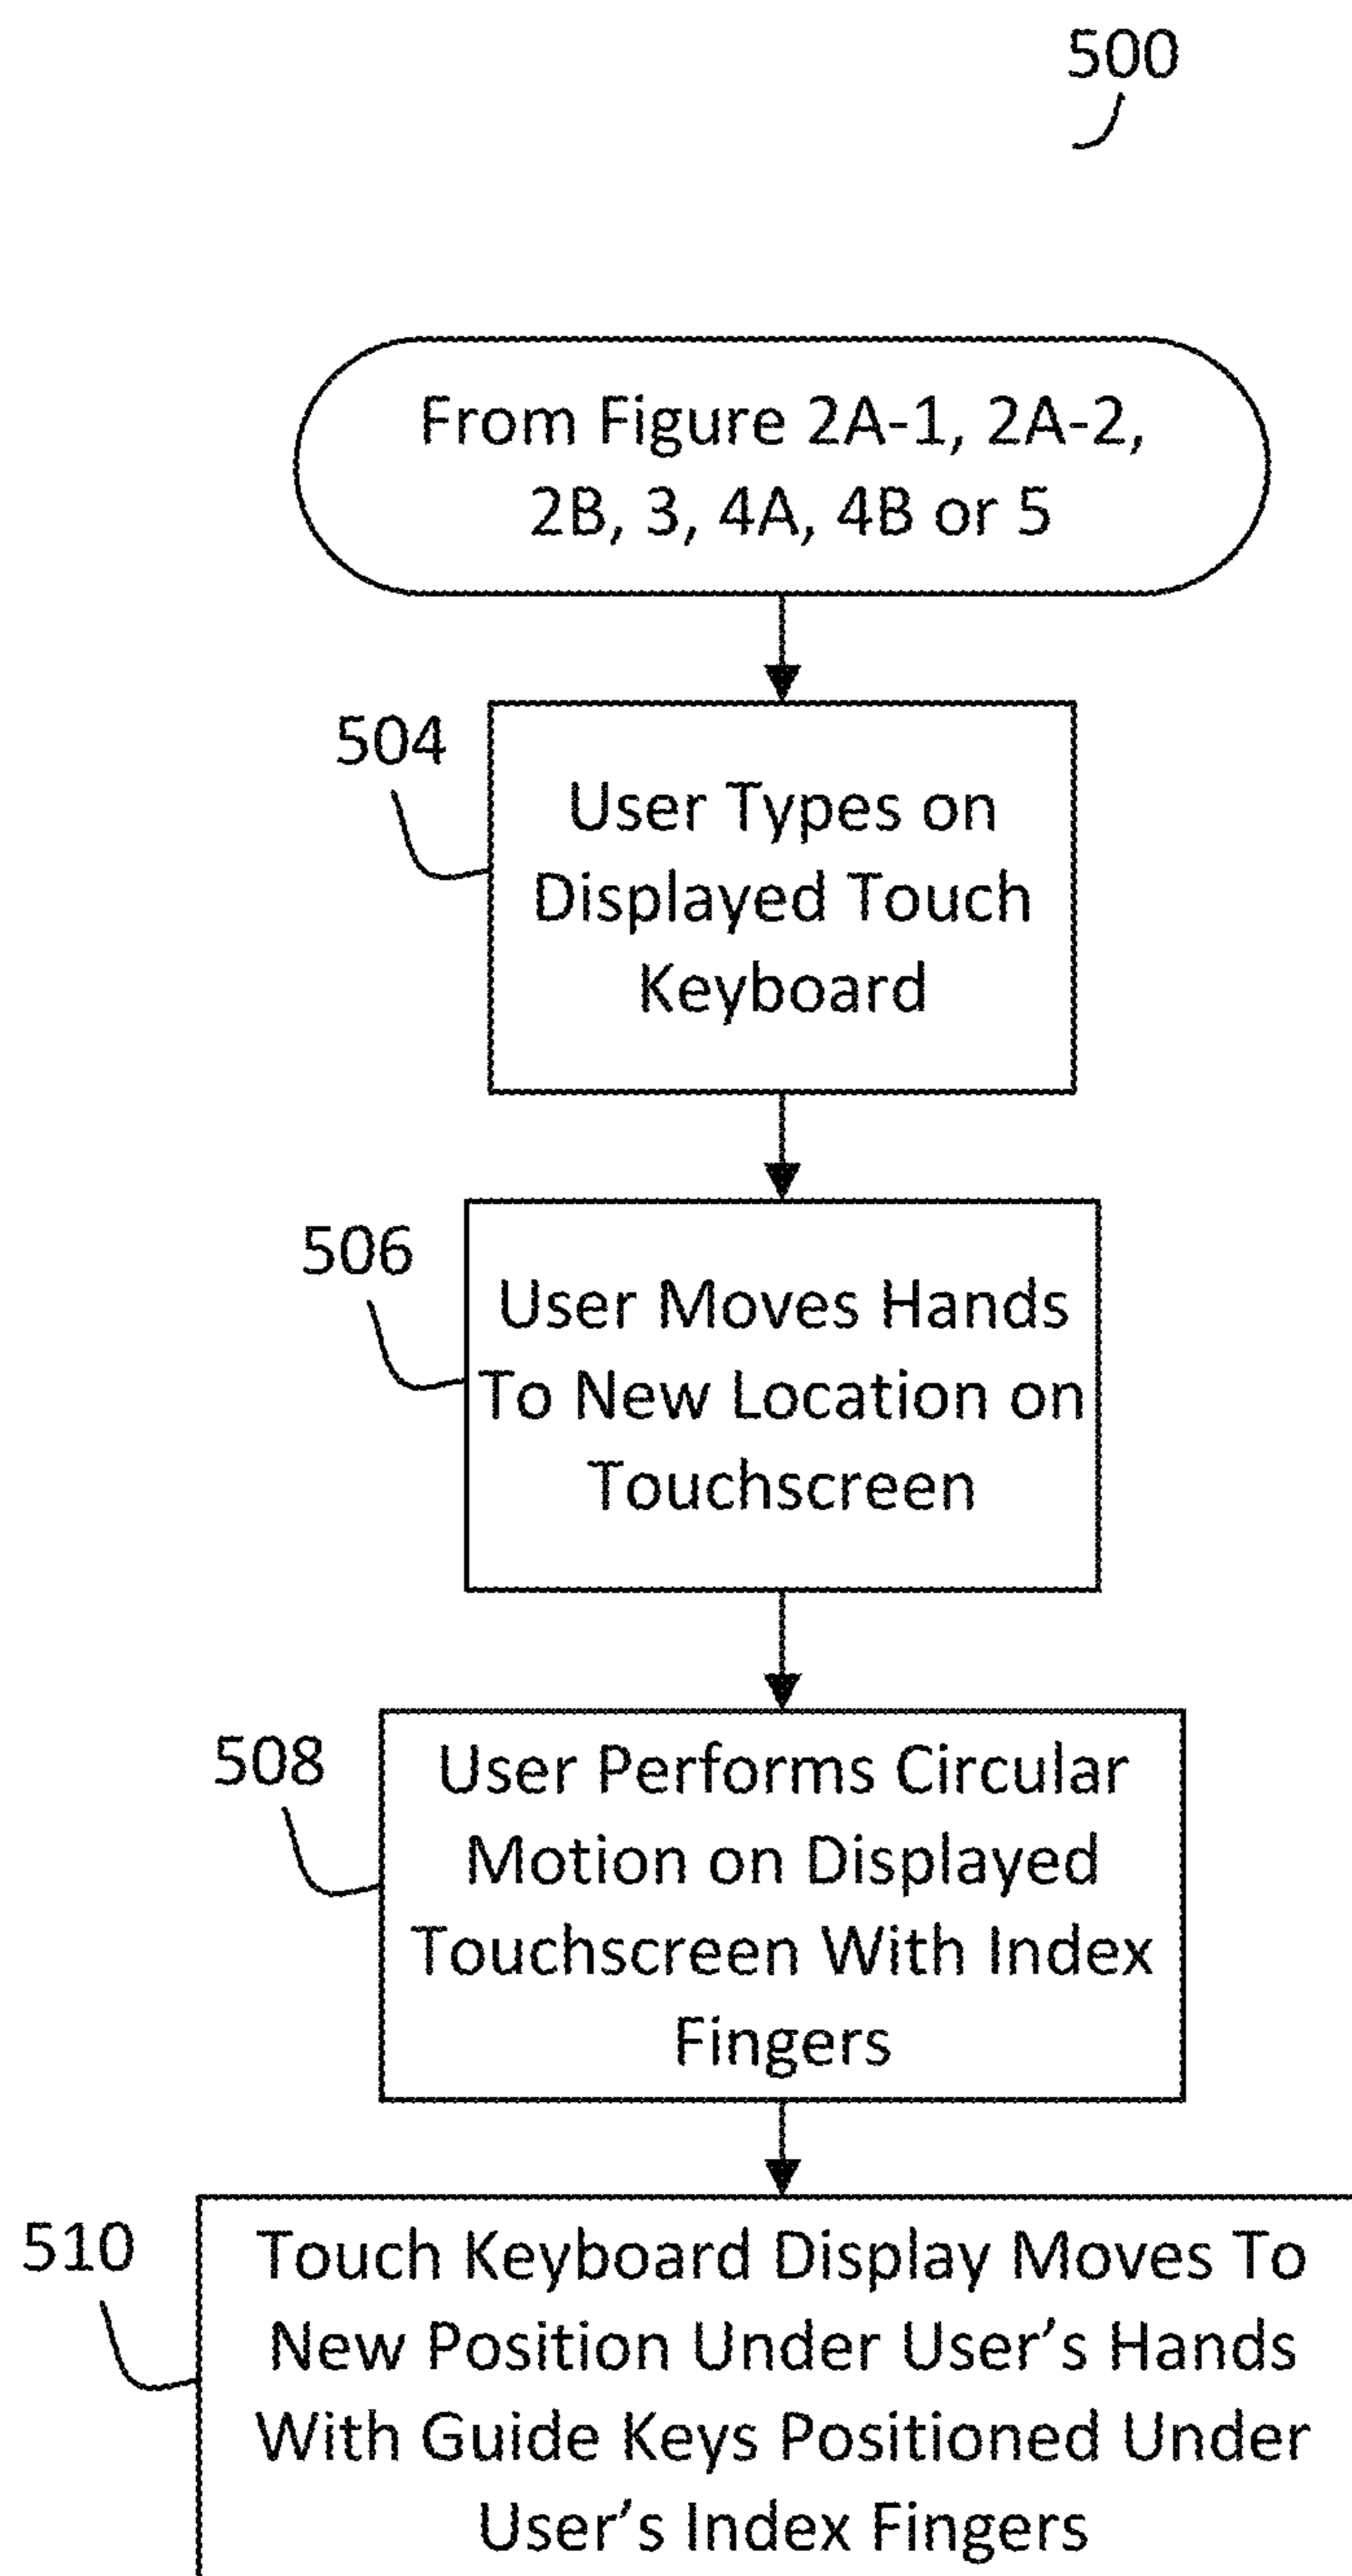 500
From Figure 2A-1, 2A-2,
2B, 3, 4A, 4B or 5
504
User Types on
Displayed Touch
Keyboard
506
User Moves Hands
To New Location on
Touchscreen
508
User Performs Circular
Motion on Displayed
Touchscreen With Index
Fingers
510
Touch Keyboard Display Moves To
New Position Under User's Hands
With Guide Keys Positioned Under
User's Index Fingers